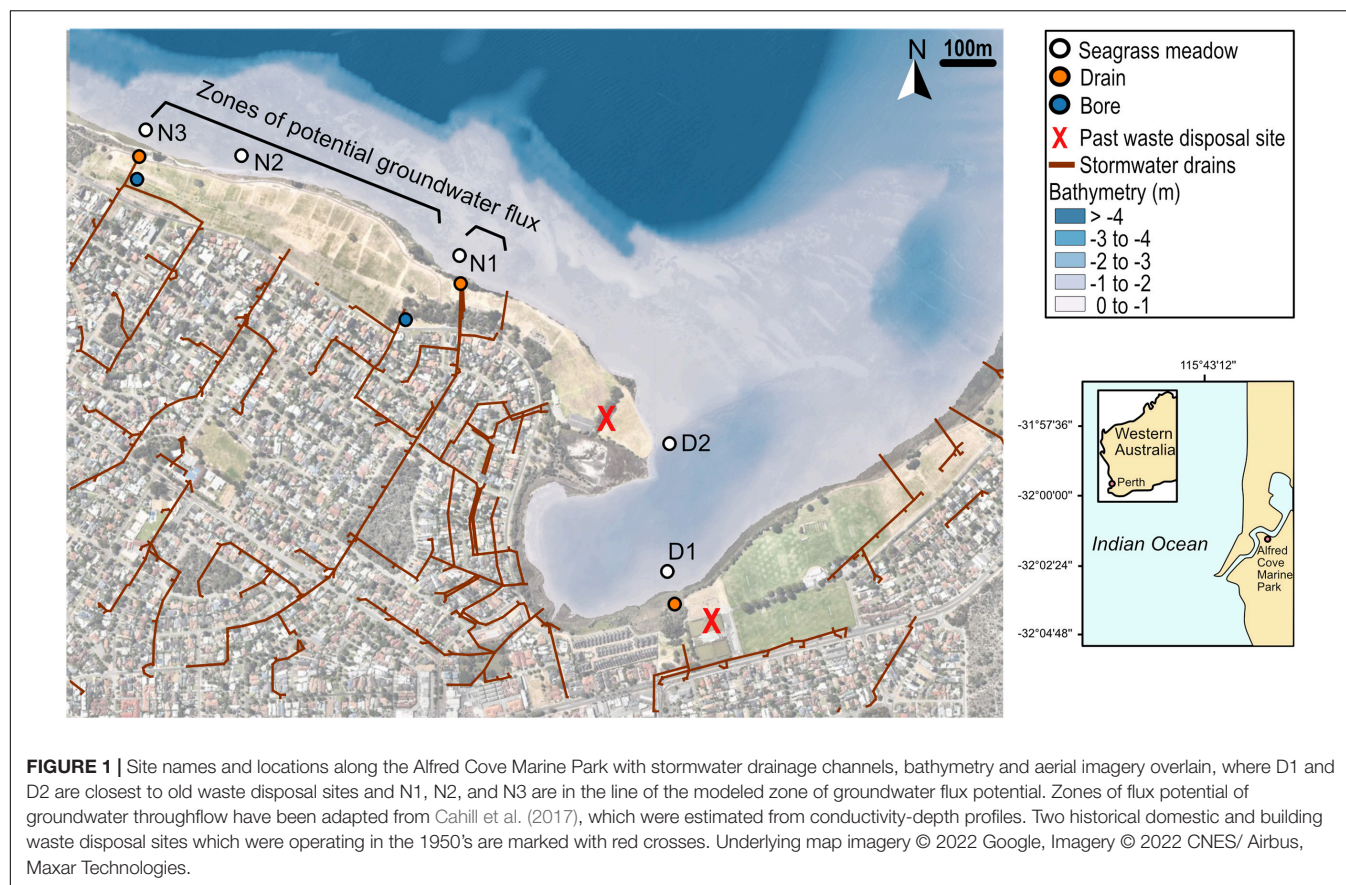 N
100m
Zones of potential groundwater flux
N3
N2
N1
D2
X
D1
X
Seagrass meadow
Drain
Bore
X Past waste disposal site
Stormwater drains
Bathymetry (m)
> -4
-3 to -4
-2 to -3
-1 to -2
0 to -1
115°43'12"
-31°57'36"
-32°00'00"
-32°02'24"
-32°04'48"
Western
Australia
Perth
Indian Ocean
Alfred
Cove
Marine
Park
FIGURE 1 | Site names and locations along the Alfred Cove Marine Park with stormwater drainage channels, bathymetry and aerial imagery overlain, where D1 and
D2 are closest to old waste disposal sites and N1, N2, and N3 are in the line of the modeled zone of groundwater flux potential. Zones of flux potential of
groundwater throughflow have been adapted from Cahill et al. (2017), which were estimated from conductivity-depth profiles. Two historical domestic and building
waste disposal sites which were operating in the 1950's are marked with red crosses. Underlying map imagery © 2022 Google, Imagery © 2022 CNES/ Airbus,
Maxar Technologies.